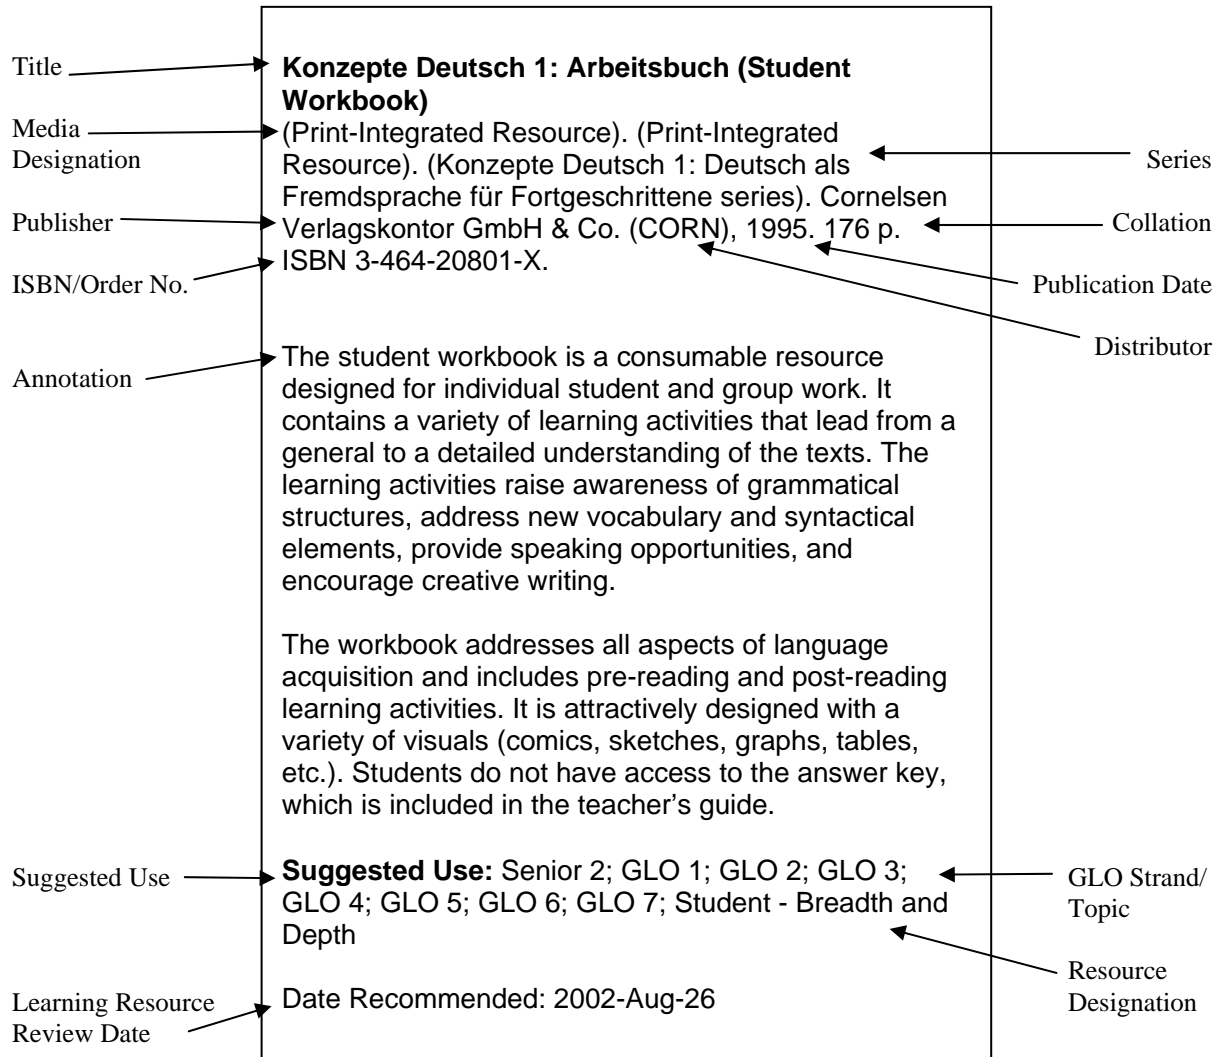 Title
Konzepte Deutsch 1: Arbeitsbuch (Student
Workbook)
Media
Designation
(Print-Integrated Resource). (Print-Integrated
Resource). (Konzepte Deutsch 1: Deutsch als
Fremdsprache für Fortgeschrittene series). Cornelsen
Verlagskontor GmbH & Co. (CORN), 1995. 176 p.
ISBN 3-464-20801-X.
Series
Publisher
Collation
ISBN/Order No.
Publication Date
Distributor
Annotation
The student workbook is a consumable resource
designed for individual student and group work. It
contains a variety of learning activities that lead from a
general to a detailed understanding of the texts. The
learning activities raise awareness of grammatical
structures, address new vocabulary and syntactical
elements, provide speaking opportunities, and
encourage creative writing.
The workbook addresses all aspects of language
acquisition and includes pre-reading and post-reading
learning activities. It is attractively designed with a
variety of visuals (comics, sketches, graphs, tables,
etc.). Students do not have access to the answer key,
which is included in the teacher's guide.
Suggested Use
Suggested Use: Senior 2; GLO 1; GLO 2; GLO 3;
GLO 4; GLO 5; GLO 6; GLO 7; Student - Breadth and
Depth
GLO Strand/
Topic
Resource
Designation
Learning Resource
Review Date
Date Recommended: 2002-Aug-26